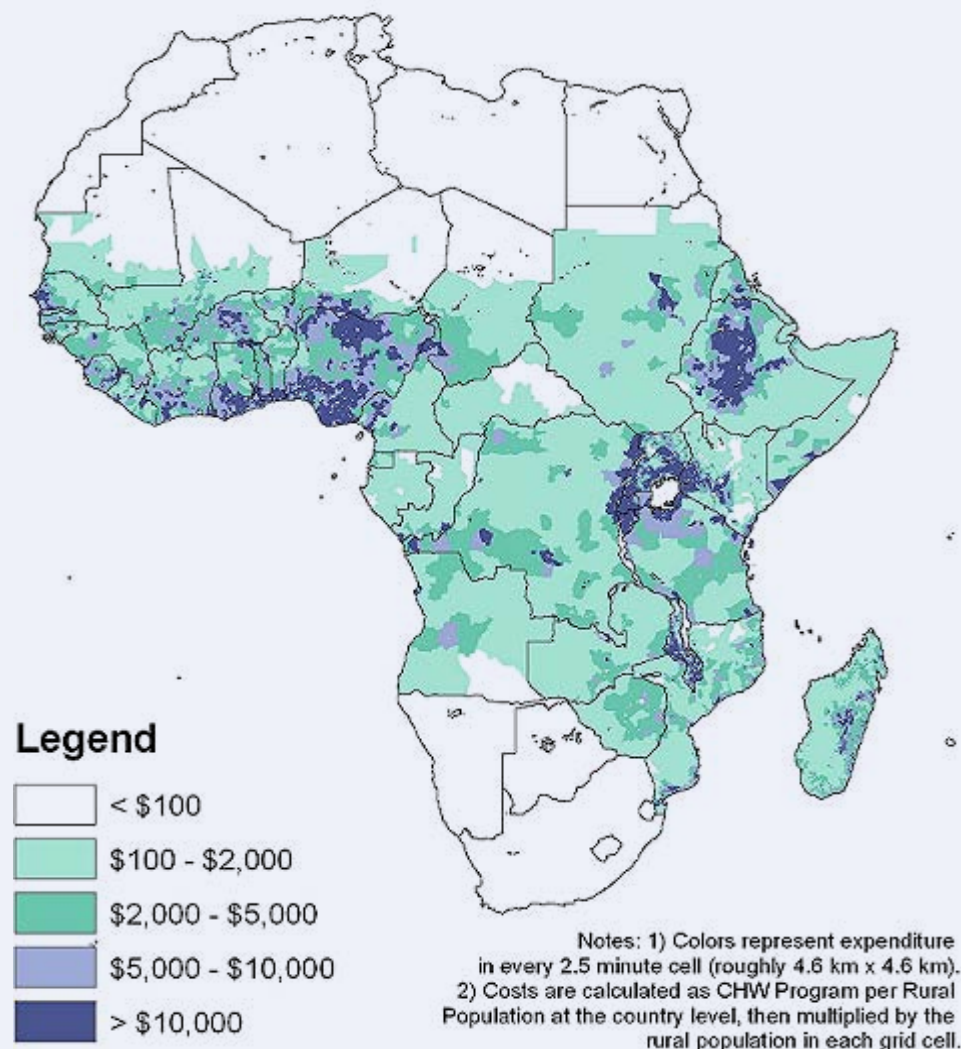 Legend
< $100
$100 - $2,000
$2,000 - $5,000
$5,000 - $10,000
> $10,000
Notes: 1) Colors represent expenditure
in every 2.5 minute cell (roughly 4.6 km x 4.6 km).
2) Costs are calculated as CHW Program per Rural
Population at the country level, then multiplied by the
rural population in each grid cell.